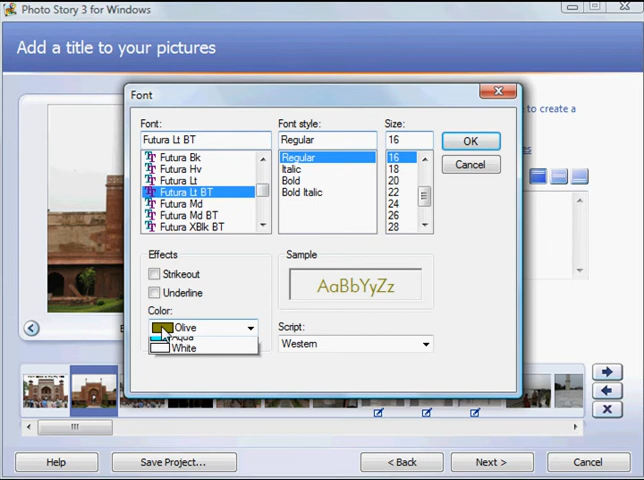 Photo Story 3 for Windows
Add a title to your pictures
Font
to create a
Font:
Font style:
Size:
Futura Lt BT
Regular
16
OK
Futura Bk
Futura Hv
Futura Lt
Futura Lt BT
Futura Md
Futura Md BT
Futura XBlk BT
Regular
Italic
Bold
Bold Italic
16
18
20
22
24
26
28
Cancel
Effects
Strikeout
Underline
Color:
Olive
Aqua
White
Sample
AaBbYyZz
Script:
Western
Help
Save Project...
< Back
Next >
Cancel